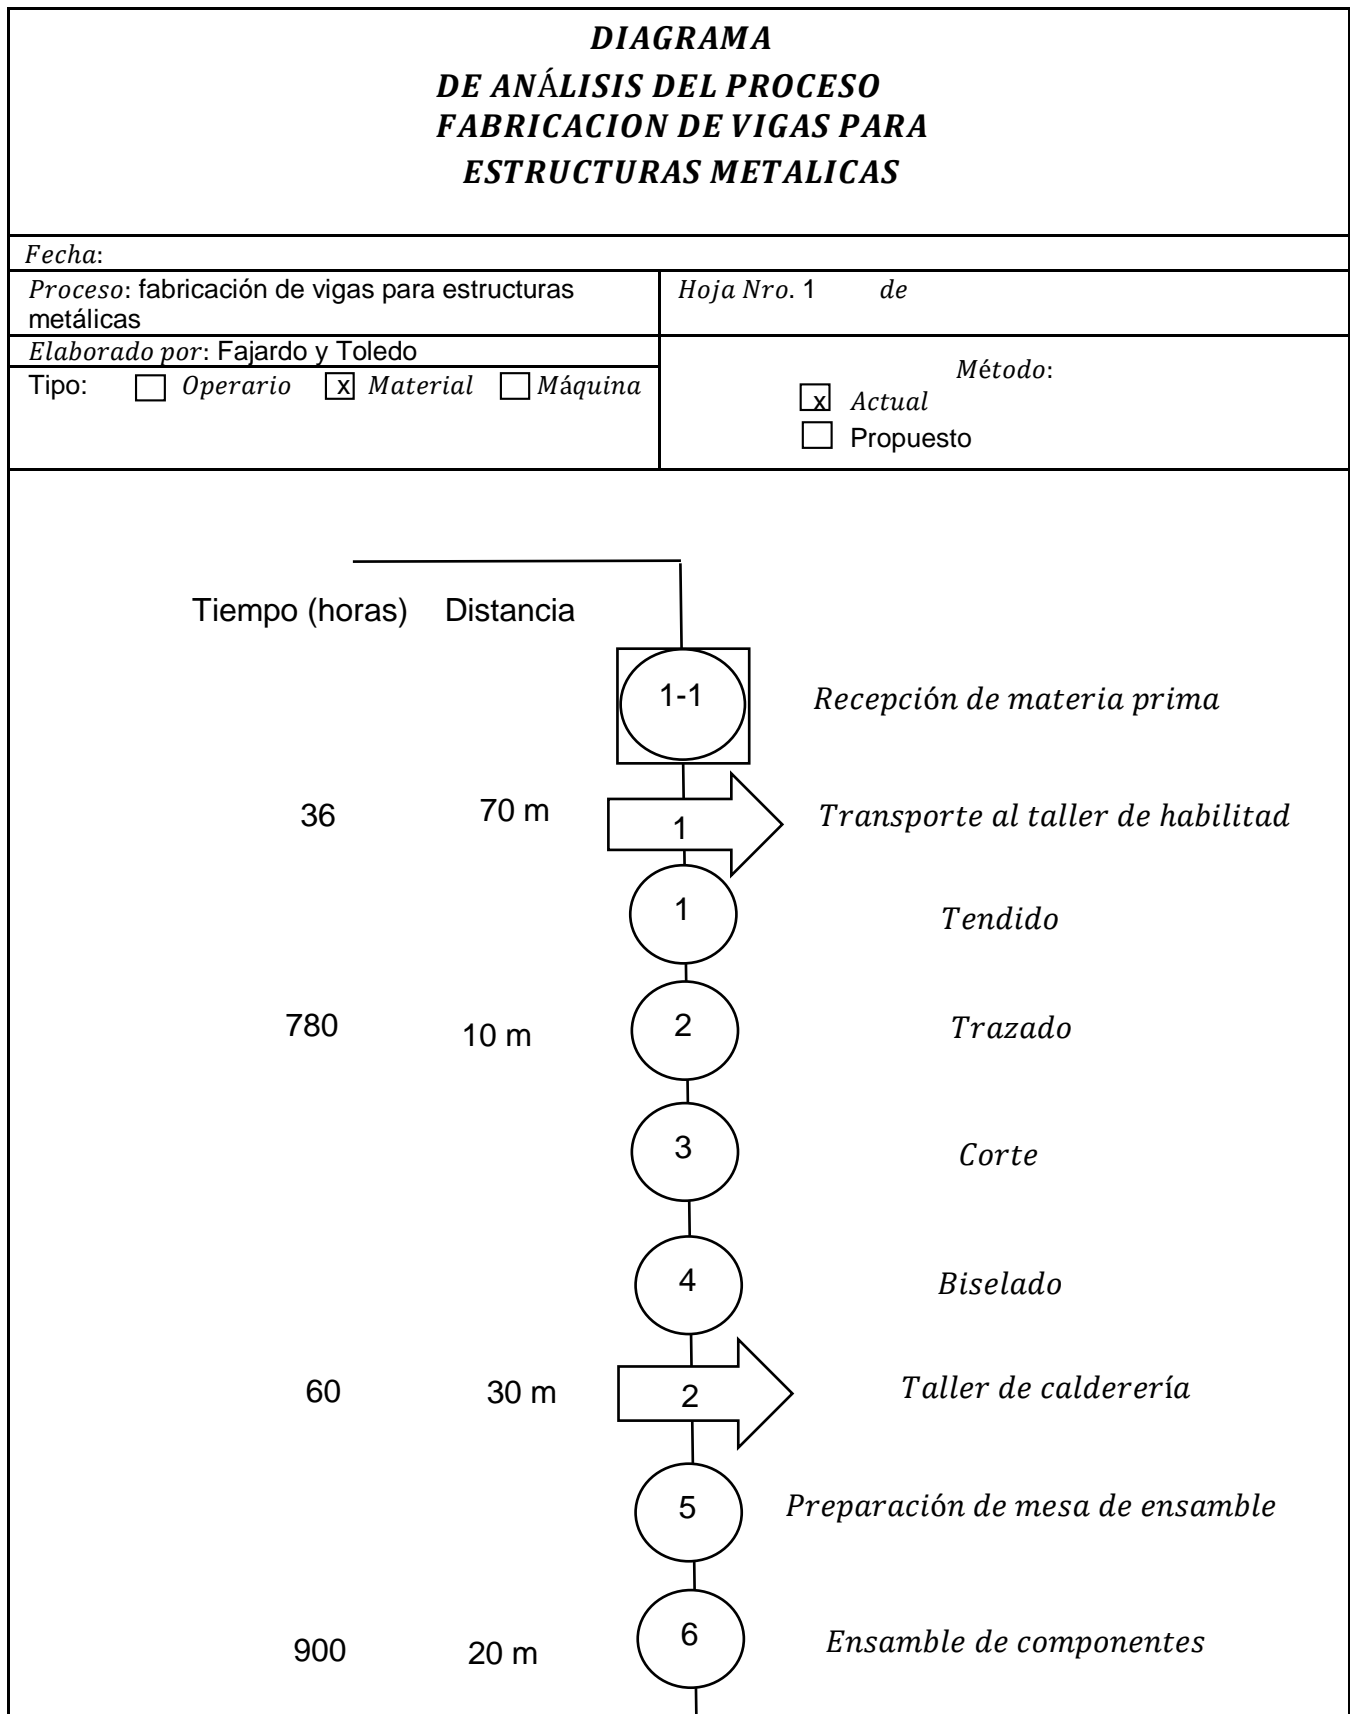 DIAGRAMA
DE ANÁLISIS DEL PROCESO
FABRICACION DE VIGAS PARA
ESTRUCTURAS METALICAS
Fecha:
Proceso: fabricación de vigas para estructuras
metálicas
Hoja Nro. 1 de
Elaborado por: Fajardo y Toledo
Tipo: Operario x Material Máquina
Método:
x Actual
Propuesto
Tiempo (horas) Distancia
1-1 Recepción de materia prima
36 70 m 1 Transporte al taller de habilitad
1 Tendido
780 10 m 2 Trazado
3 Corte
4 Biselado
60 30 m 2 Taller de calderería
5 Preparación de mesa de ensamble
900 20 m 6 Ensamble de componentes